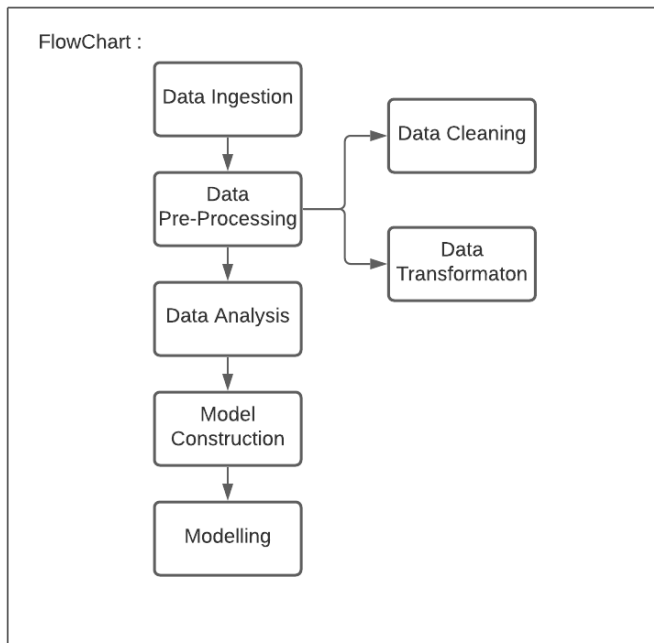 FlowChart :
Data Ingestion
Data Cleaning
Data
Pre-Processing
Data
Transformaton
Data Analysis
Model
Construction
Modelling